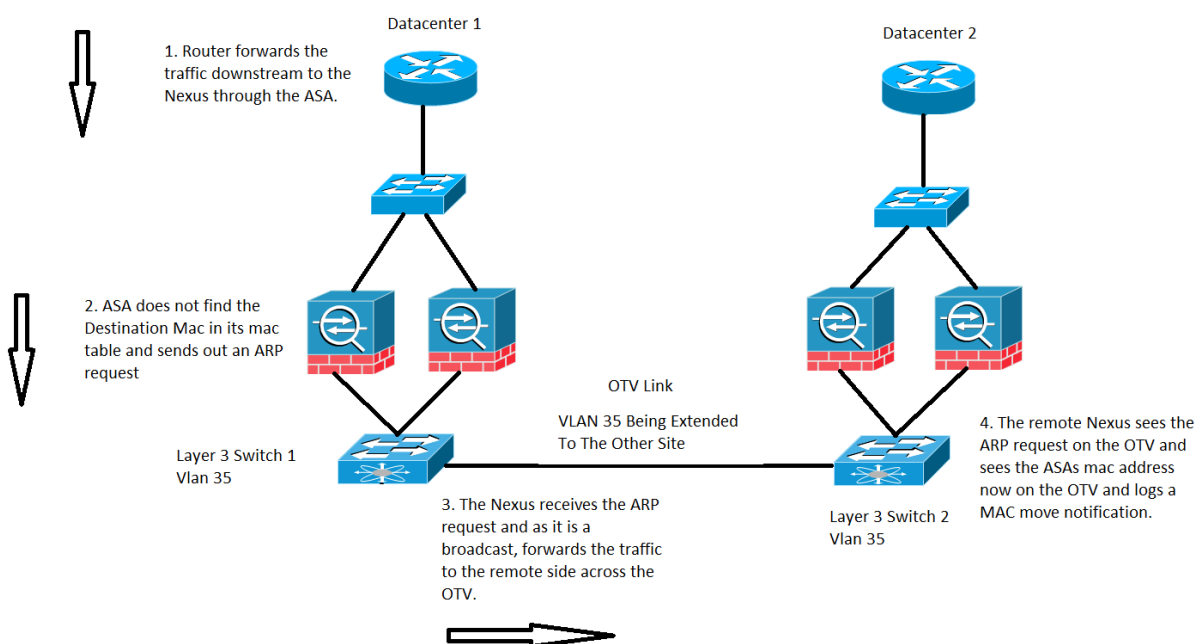 Datacenter 1
Datacenter 2
1. Router forwards the
traffic downstream to the
Nexus through the ASA.
2. ASA does not find the
Destination Mac in its mac
table and sends out an ARP
request
OTV Link
VLAN 35 Being Extended
To The Other Site
Layer 3 Switch 1
Vlan 35
3. The Nexus receives the ARP
request and as it is a
broadcast, forwards the traffic
to the remote side across the
OTV.
4. The remote Nexus sees the
ARP request on the OTV and
sees the ASAs mac address
now on the OTV and logs a
MAC move notification.
Layer 3 Switch 2
Vlan 35